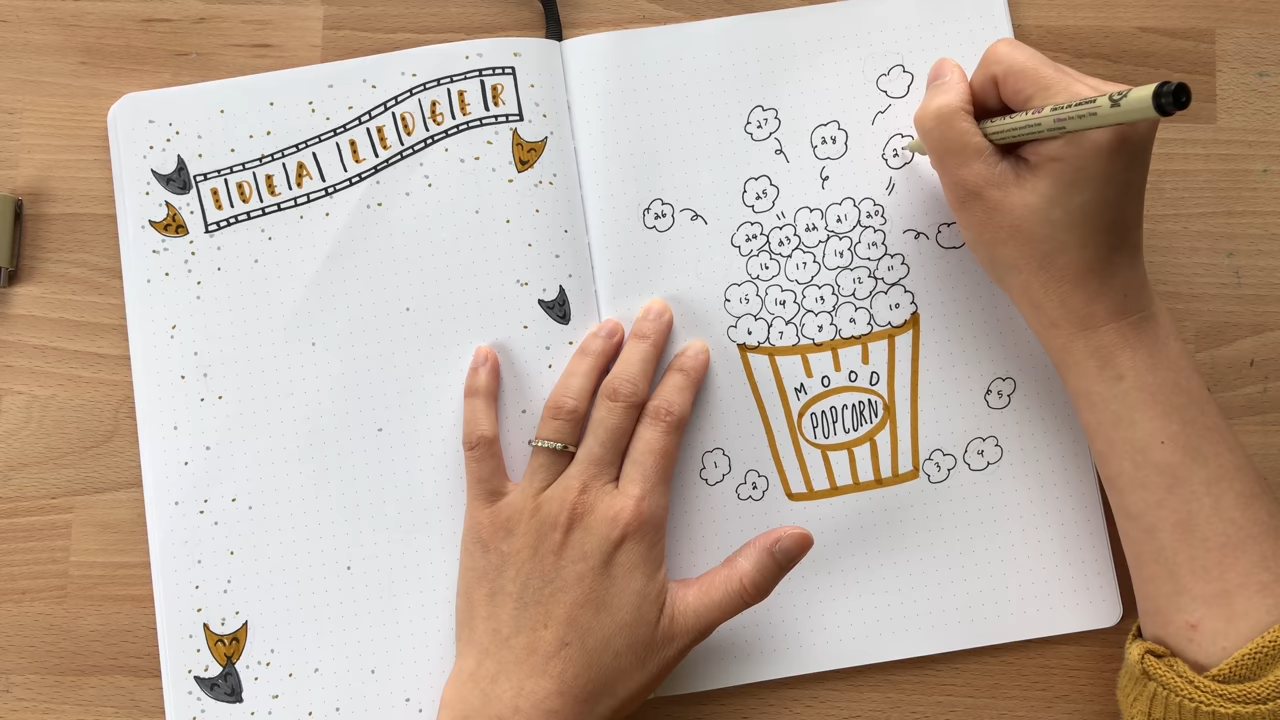 IDEA LEDGER
27
28
2
25
26
24 23 22 21 20
16 17 18 19
15 14 13 12 11
6 7 8 9 10
MOOD
POPCORN
5
1 2 3 4
TINTA DE